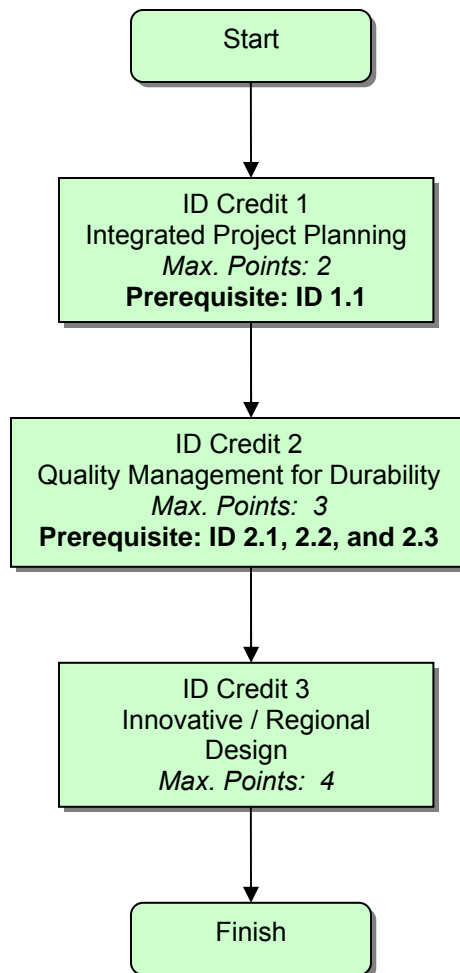 Start
ID Credit 1
Integrated Project Planning
Max. Points: 2
Prerequisite: ID 1.1
ID Credit 2
Quality Management for Durability
Max. Points:  3
Prerequisite: ID 2.1, 2.2, and 2.3
ID Credit 3
Innovative / Regional
Design
Max. Points:  4
Finish